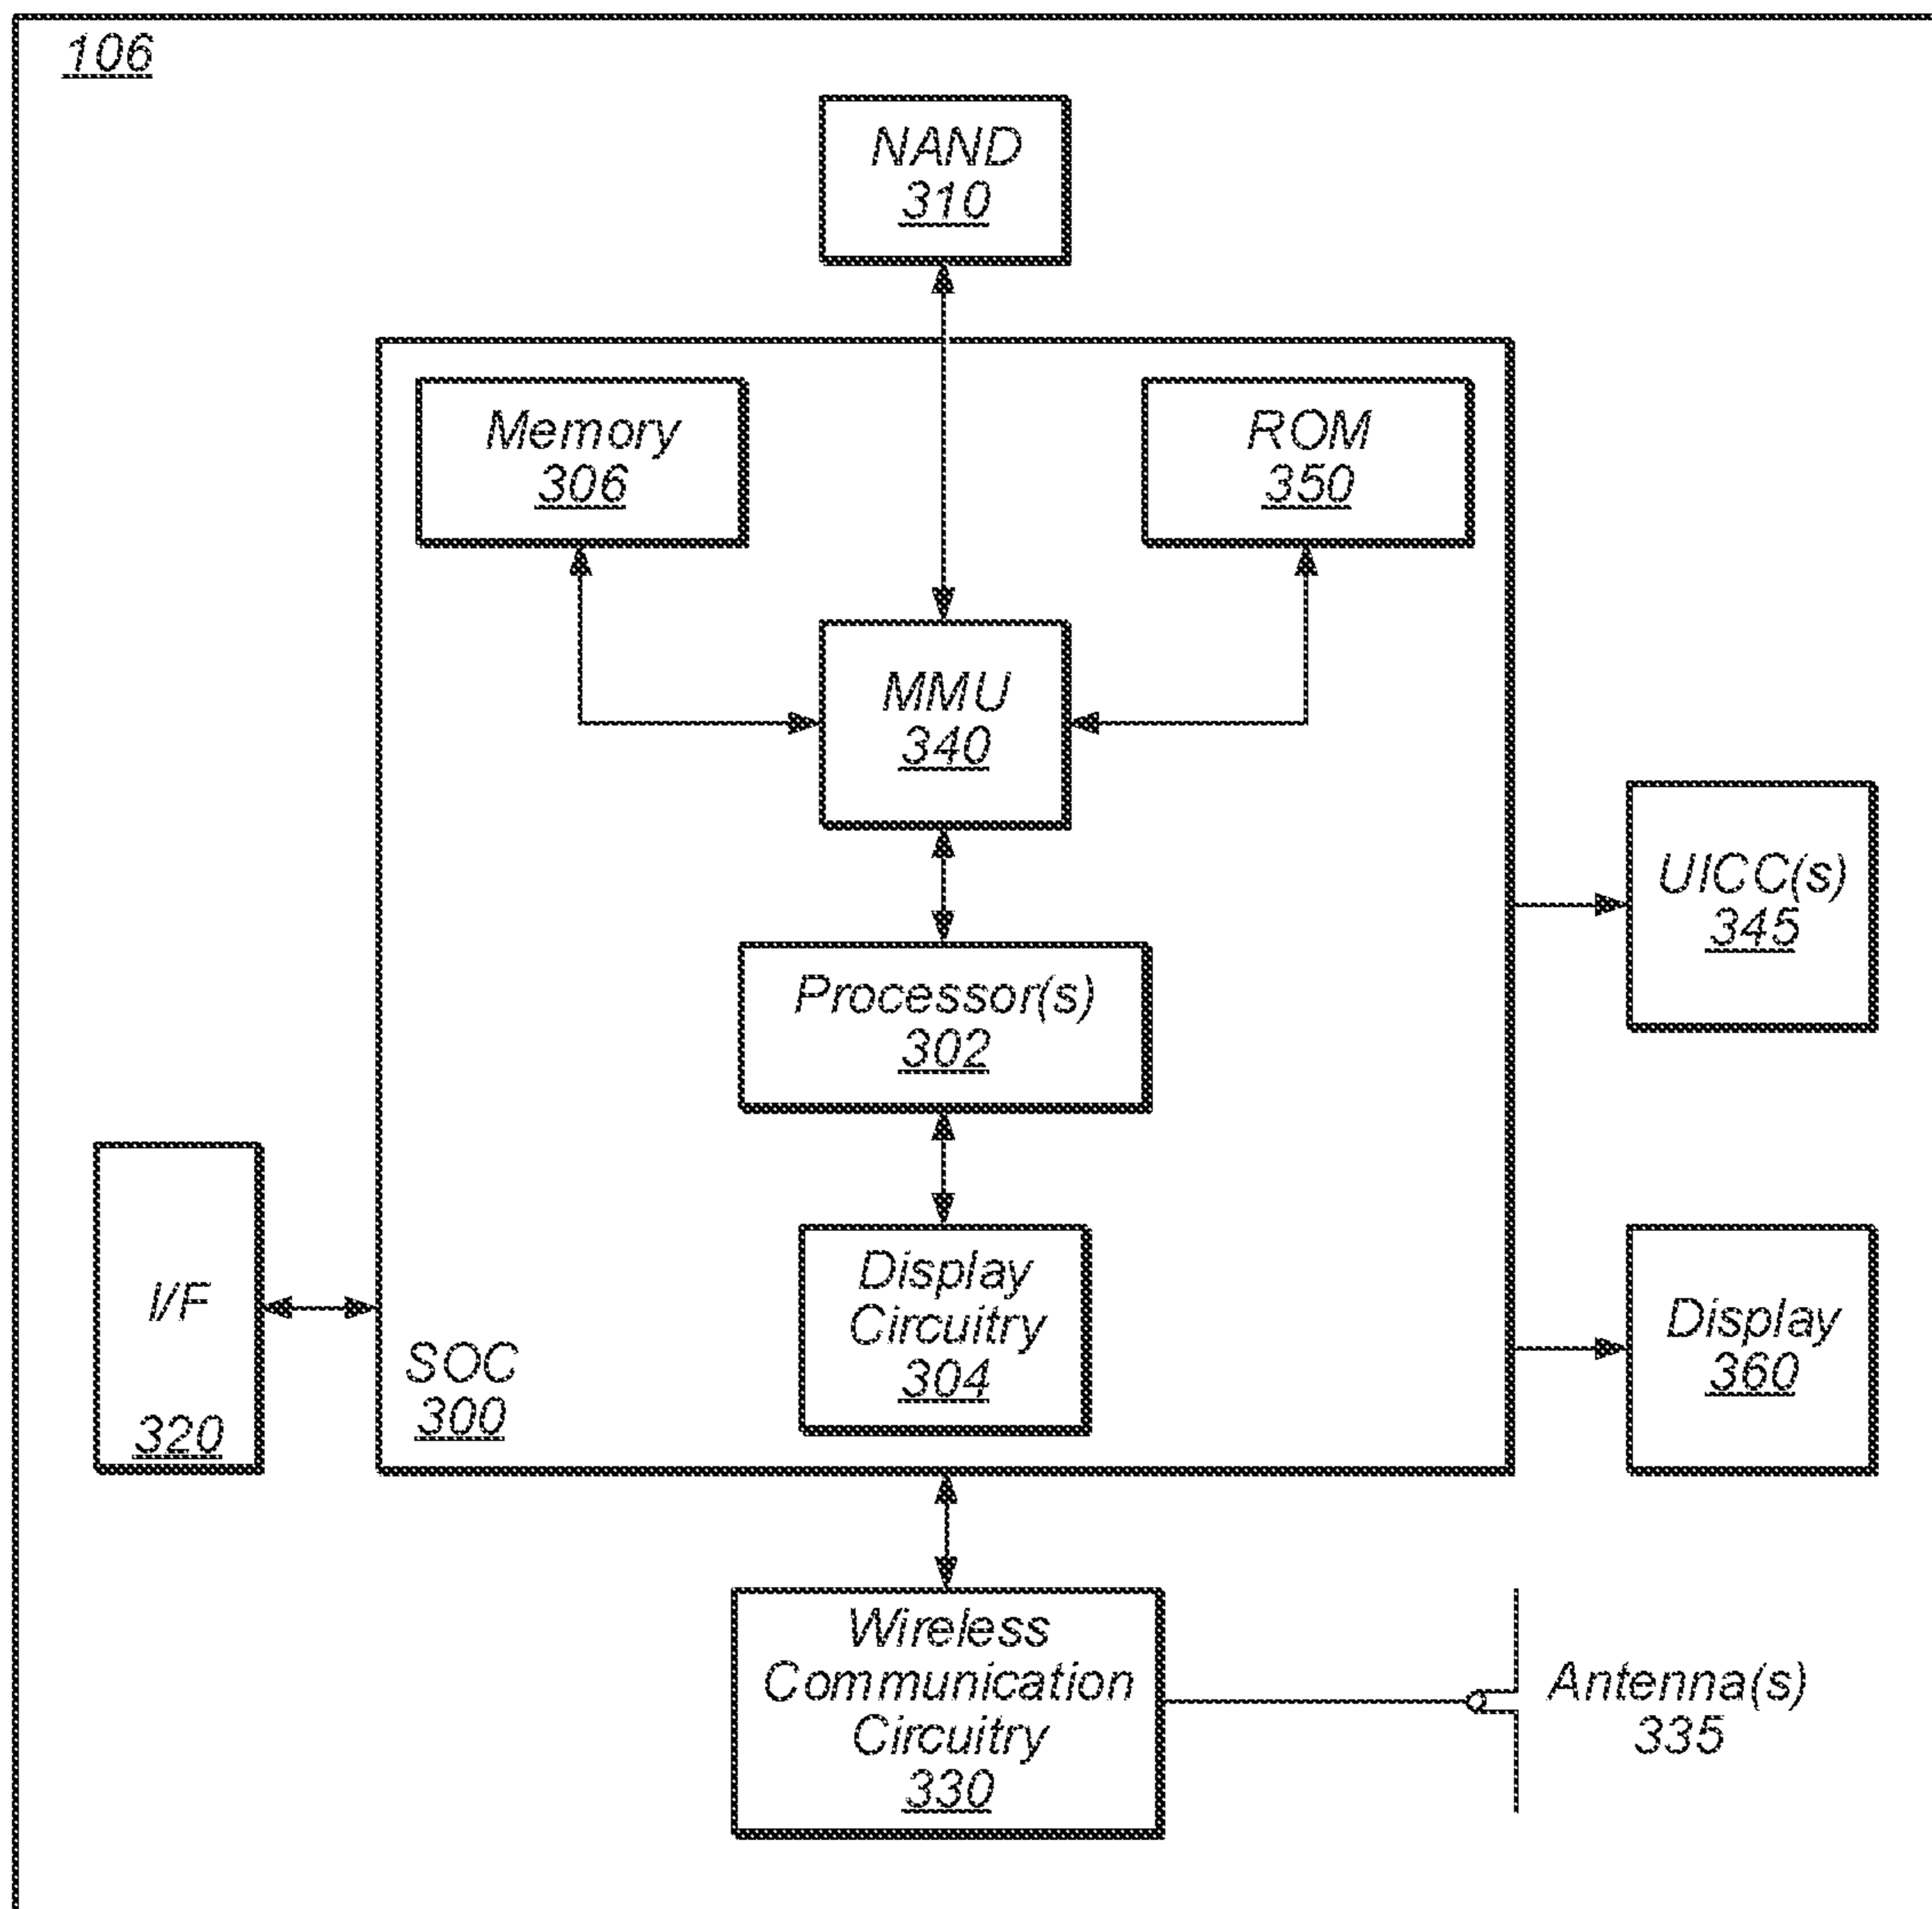 106
NAND
310
Memory
306
ROM
350
MMU
340
UICC(s)
345
Processor(s)
302
I/F
320
Display
Circuitry
304
SOC
300
Display
360
Wireless
Communication
Circuitry
330
Antenna(s)
335